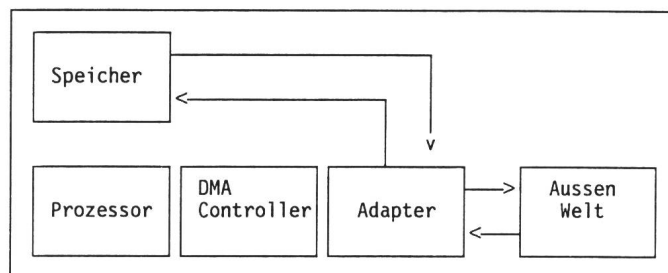 Speicher
Prozessor
DMA
Controller
Adapter
Aussen
Welt